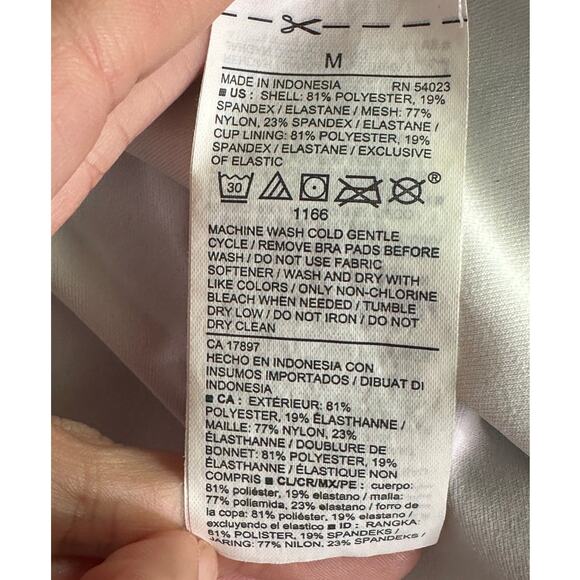 M
MADE IN INDONESIA RN 54023
■ US : SHELL: 81% POLYESTER, 19%
SPANDEX / ELASTANE / MESH: 77%
NYLON, 23% SPANDEX / ELASTANE /
CUP LINING: 81% POLYESTER, 19%
SPANDEX / ELASTANE / EXCLUSIVE
OF ELASTIC
30 ®
1166
MACHINE WASH COLD GENTLE
CYCLE / REMOVE BRA PADS BEFORE
WASH / DO NOT USE FABRIC
SOFTENER / WASH AND DRY WITH
LIKE COLORS / ONLY NON-CHLORINE
BLEACH WHEN NEEDED / TUMBLE
DRY LOW / DO NOT IRON / DO NOT
DRY CLEAN
CA 17897
HECHO EN INDONESIA CON
INSUMOS IMPORTADOS / DIBUAT DI
INDONESIA
■ CA : EXTÉRIEUR: 81%
POLYESTER, 19% ÉLASTHANNE /
MAILLE: 77% NYLON, 23%
ÉLASTHANNE / DOUBLURE DE
BONNET: 81% POLYESTER, 19%
ÉLASTHANNE / ÉLASTIQUE NON
COMPRIS ■ CL/CR/MX/PE : cuerpo:
81% poliéster, 19% elastano / malla:
77% poliamida, 23% elastano / forro de
la copa: 81% poliéster, 19% elastano /
excluyendo el elastico ■ ID : RANGKA:
81% POLISTER, 19% SPANDEKS /
JARING: 77% NILON, 23% SPANDEKS /